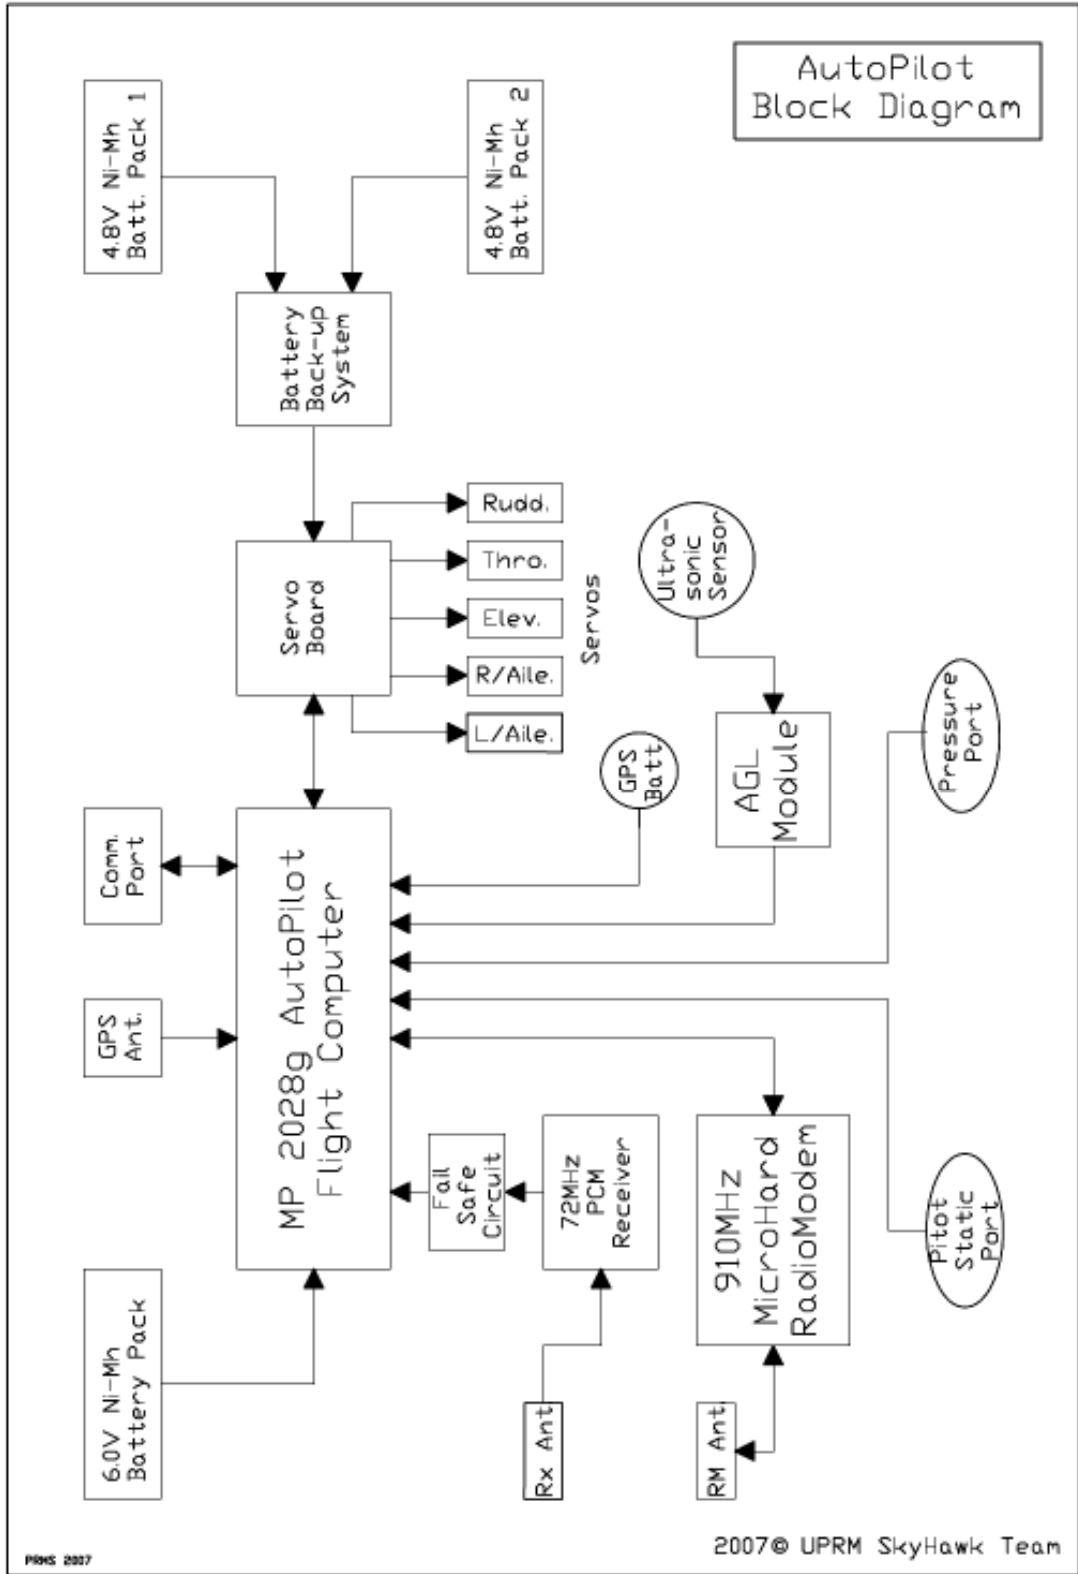 AutoPilot
Block Diagram
4.8V Ni-Mh
Batt. Pack 1
4.8V Ni-Mh
Batt. Pack 2
Battery
Back-up
System
Servo
Board
Rudd.
Thro.
Elev.
R/Aile.
L/Aile.
Servos
Ultra-
sonic
Sensor
GPS
Batt
AGL
Module
Pressure
Port
Comm.
Port
GPS
Ant.
MP 2028g AutoPilot
Flight Computer
Fail
Safe
Circuit
72MHz
PCM
Receiver
910MHz
MicroHard
RadioModem
Pitot
Static
Port
6.0V Ni-Mh
Battery Pack
Rx Ant
RM Ant.
2007© UPRM SkyHawk Team
PRMS 2007